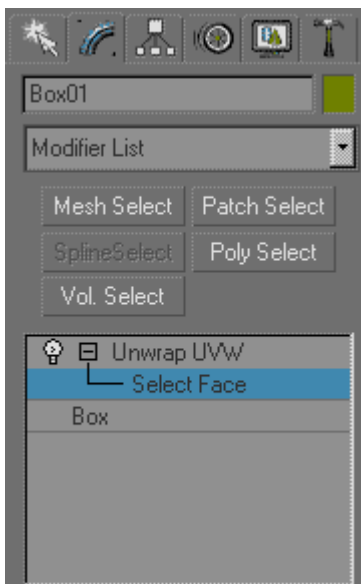 Box01
Modifier List
Mesh Select Patch Select
SplineSelect Poly Select
Vol. Select
Unwrap UVW
Select Face
Box